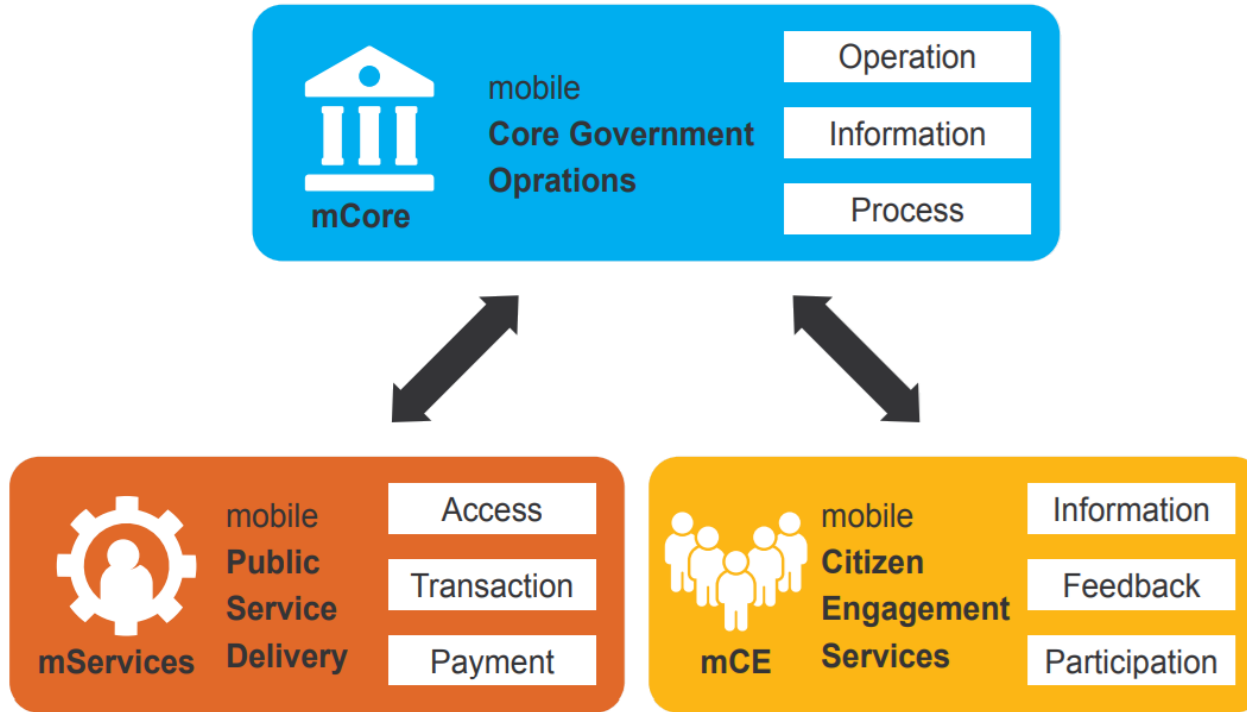 mCore
mobile
Core Government
Oprations
Operation
Information
Process
mServices
mobile
Public
Service
Delivery
Access
Transaction
Payment
mCE
mobile
Citizen
Engagement
Services
Information
Feedback
Participation